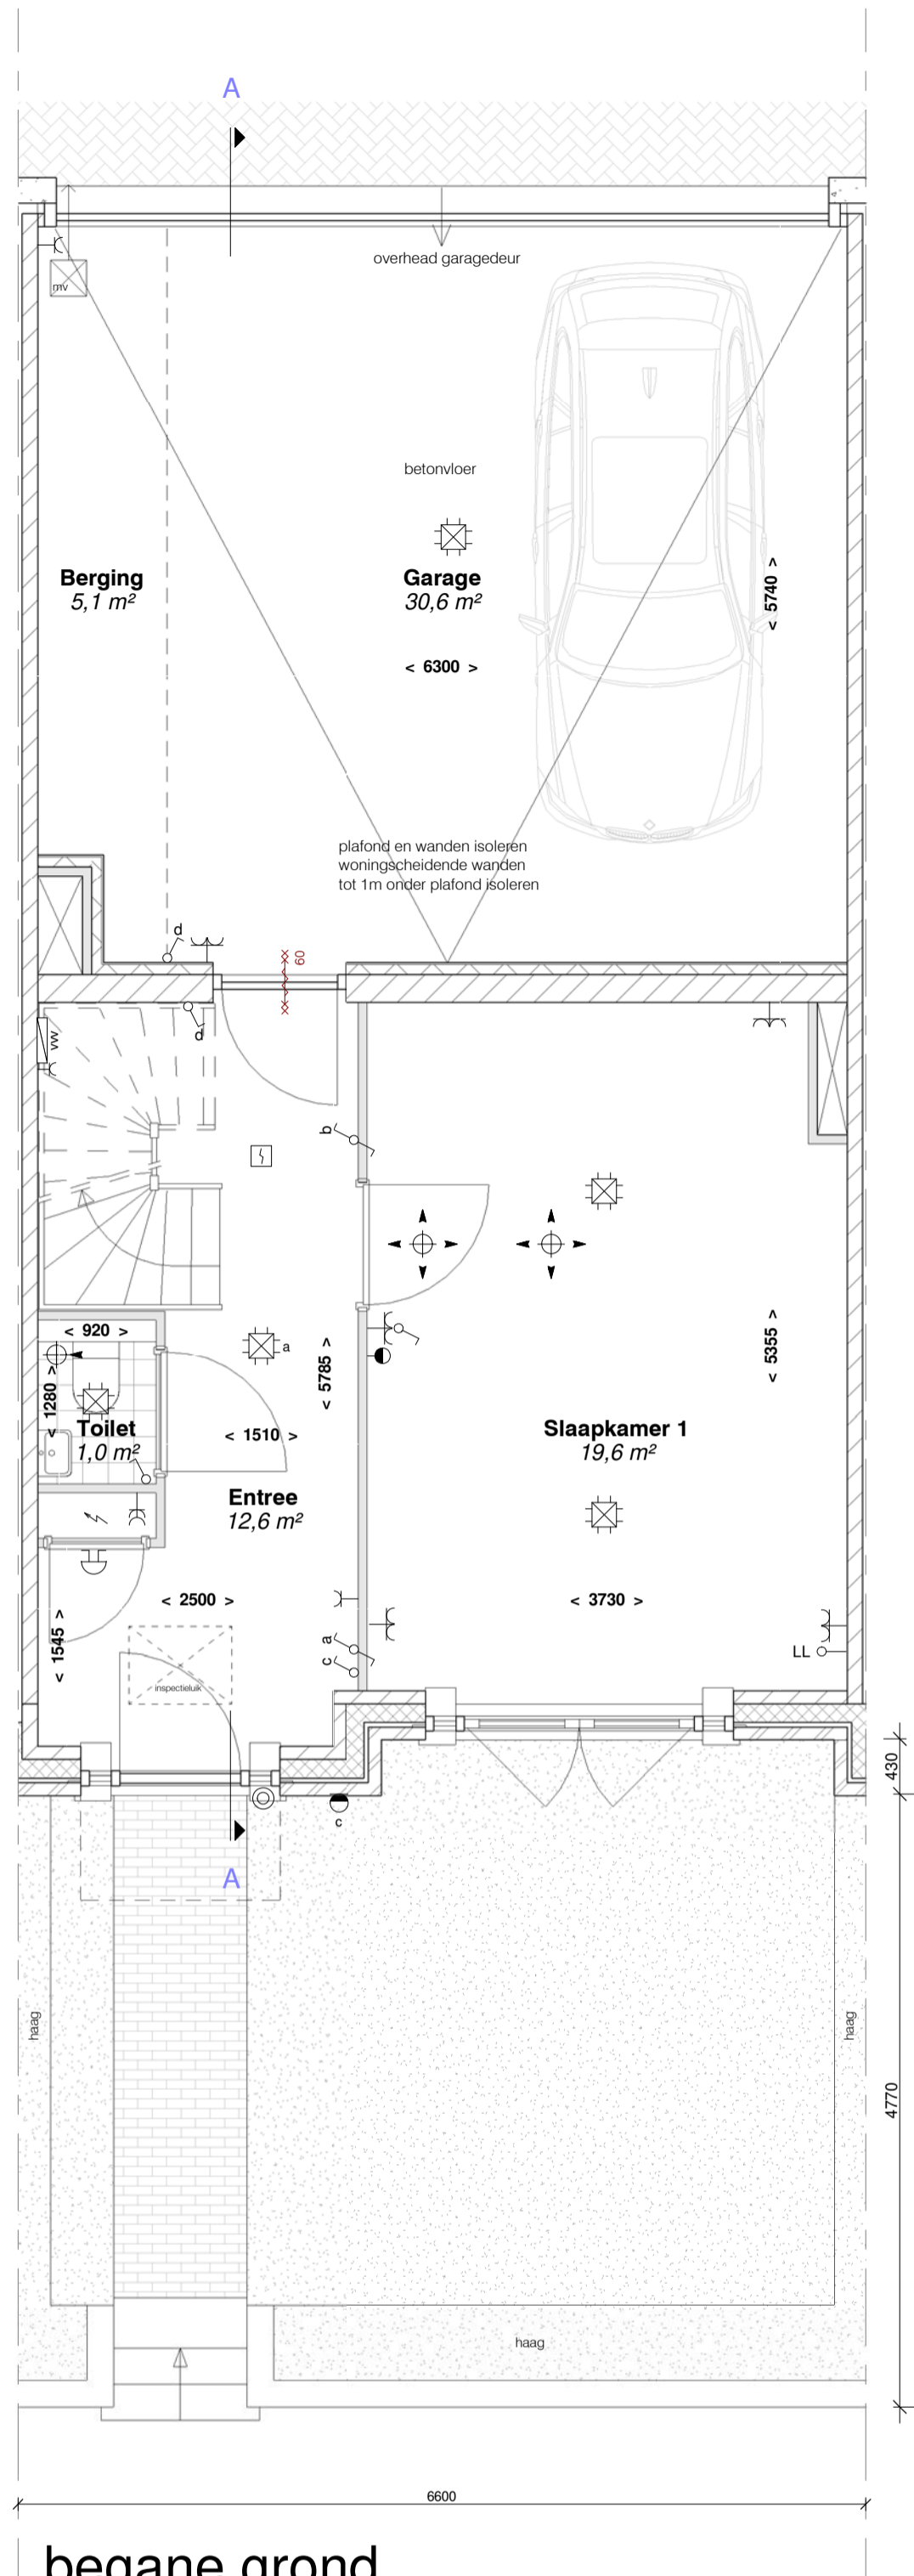 A
overhead garagedeur
mv
betonvloer
Berging
5,1 m²
Garage
30,6 m²
< 5740 >
< 6300 >
plafond en wanden isoleren
woningscheidende wanden
tot 1m onder plafond isoleren
d
60
d
vw
b
< 920 >
a
< 1280 >
< 5785 >
< 5355 >
Toilet
1,0 m²
< 1510 >
Slaapkamer 1
19,6 m²
Entree
12,6 m²
< 2500 >
< 3730 >
< 1545 >
a
c
LL
inspectieluik
430
c
A
haag
haag
4770
haag
6600
begane grond